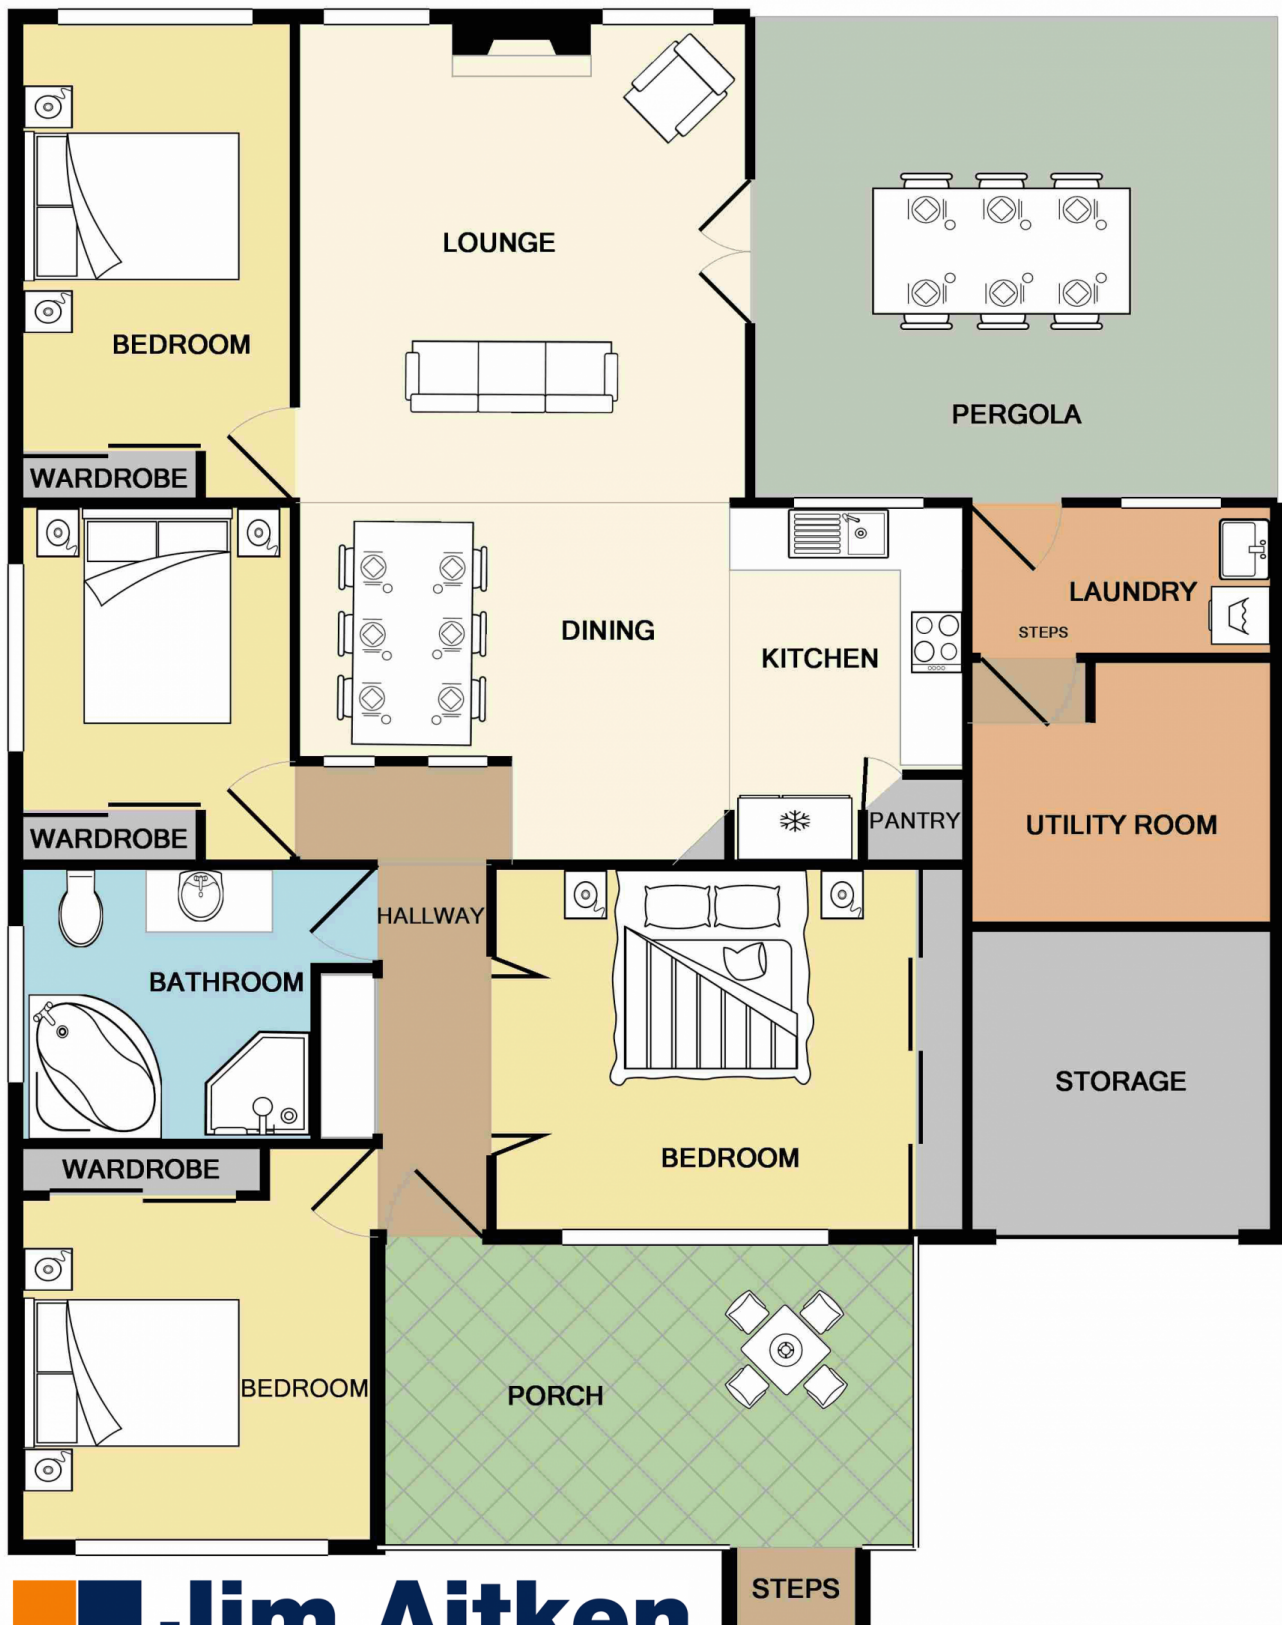 LOUNGE
BEDROOM
PERGOLA
WARDROBE
LAUNDRY
STEPS
DINING
KITCHEN
WARDROBE
PANTRY
UTILITY ROOM
HALLWAY
BATHROOM
STORAGE
WARDROBE
BEDROOM
BEDROOM
PORCH
STEPS
Jim Aitken